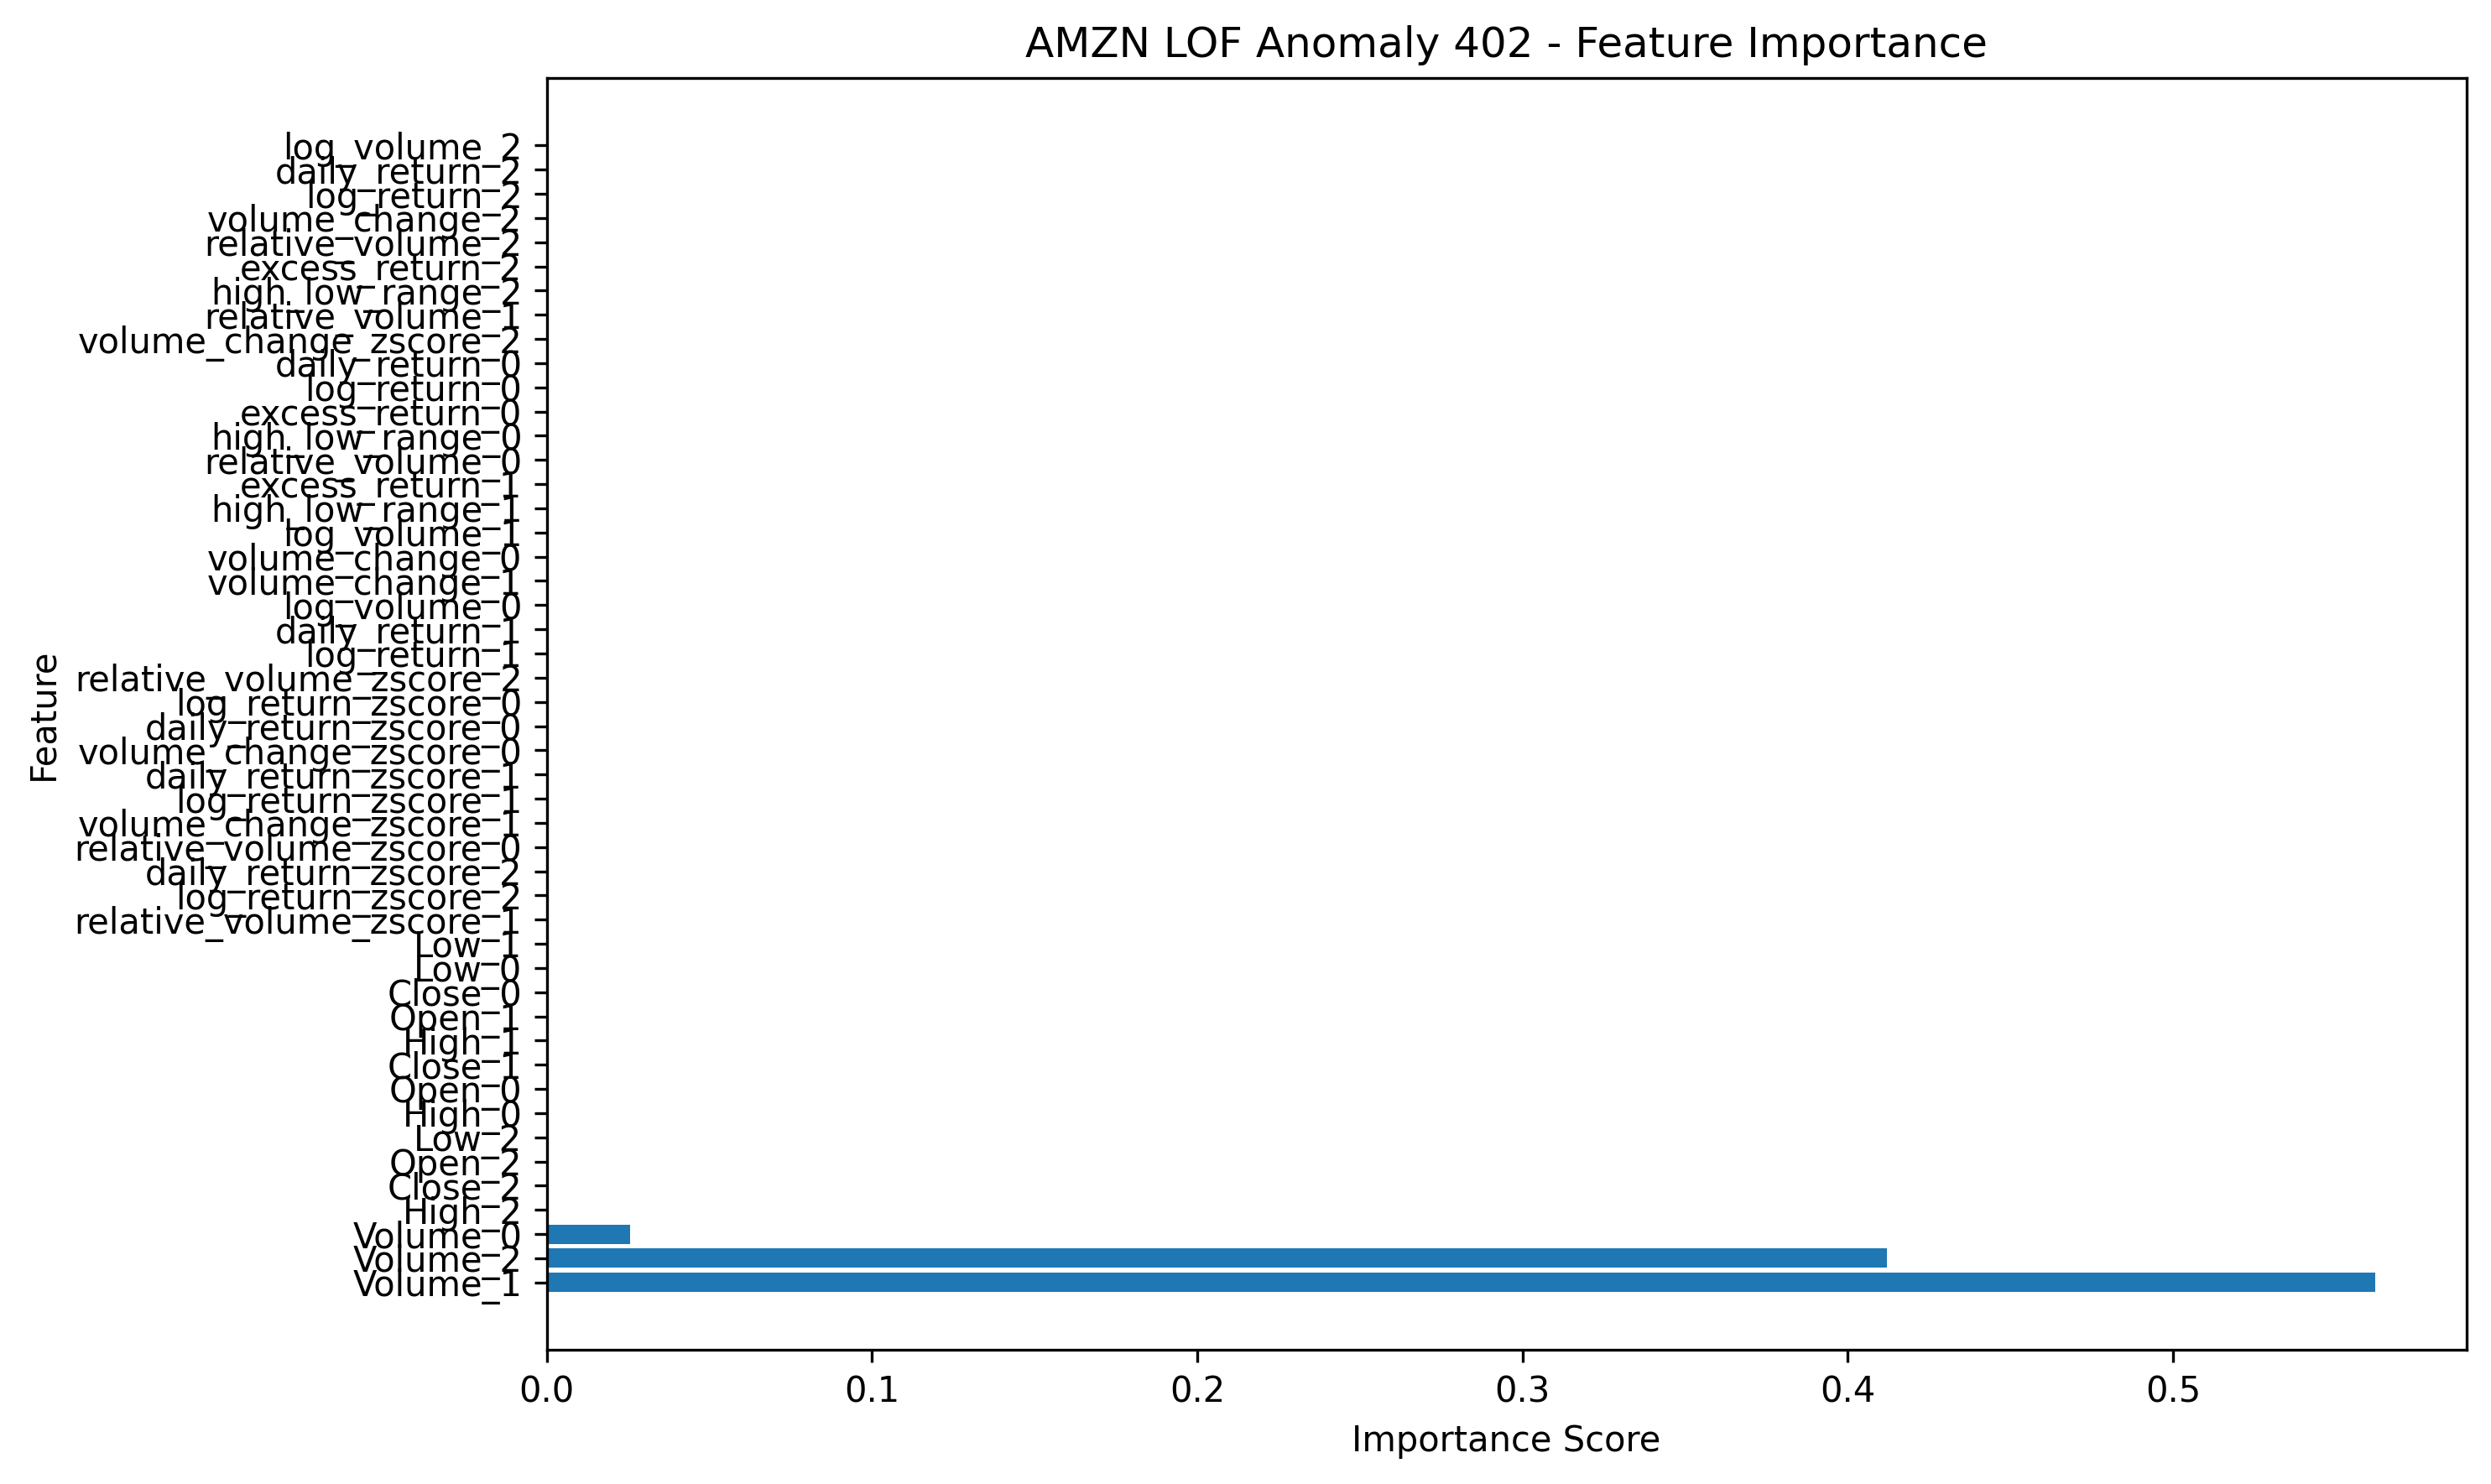 AMZN LOF Anomaly 402 - Feature Importance
log_volume_2
daily_return_2
log_return_2
volume_change_2
relative_volume_2
excess_return_2
high_low_range_2
relative_volume_1
volume_change_zscore_2
daily_return_0
log_return_0
excess_return_0
high_low_range_0
relative_volume_0
excess_return_1
high_low_range_1
log_volume_1
volume_change_0
volume_change_1
log_volume_0
daily_return_1
log_return_1
relative_volume_zscore_2
log_return_zscore_0
daily_return_zscore_0
volume_change_zscore_0
daily_return_zscore_1
log_return_zscore_1
volume_change_zscore_1
relative_volume_zscore_0
daily_return_zscore_2
log_return_zscore_2
relative_volume_zscore_1
Low_1
Low_0
Close_0
Open_1
High_1
Close_1
Open_0
High_0
Low_2
Open_2
Close_2
High_2
Volume_0
Volume_2
Volume_1
Feature
0.0 0.1 0.2 0.3 0.4 0.5
Importance Score